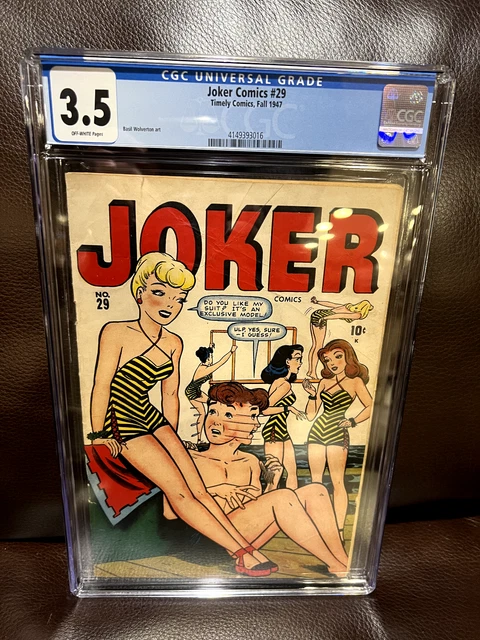 CGC UNIVERSAL GRADE
3.5
OFF-WHITE Pages
Joker Comics #29
Timely Comics, Fall 1947
Basil Wolverton art
CGC
4149393016
JOKER
NO.
29
COMICS
10¢
K
DO YOU LIKE MY
SUIT? IT'S AN
EXCLUSIVE MODEL!
ULP, YES, SURE
—I GUESS!